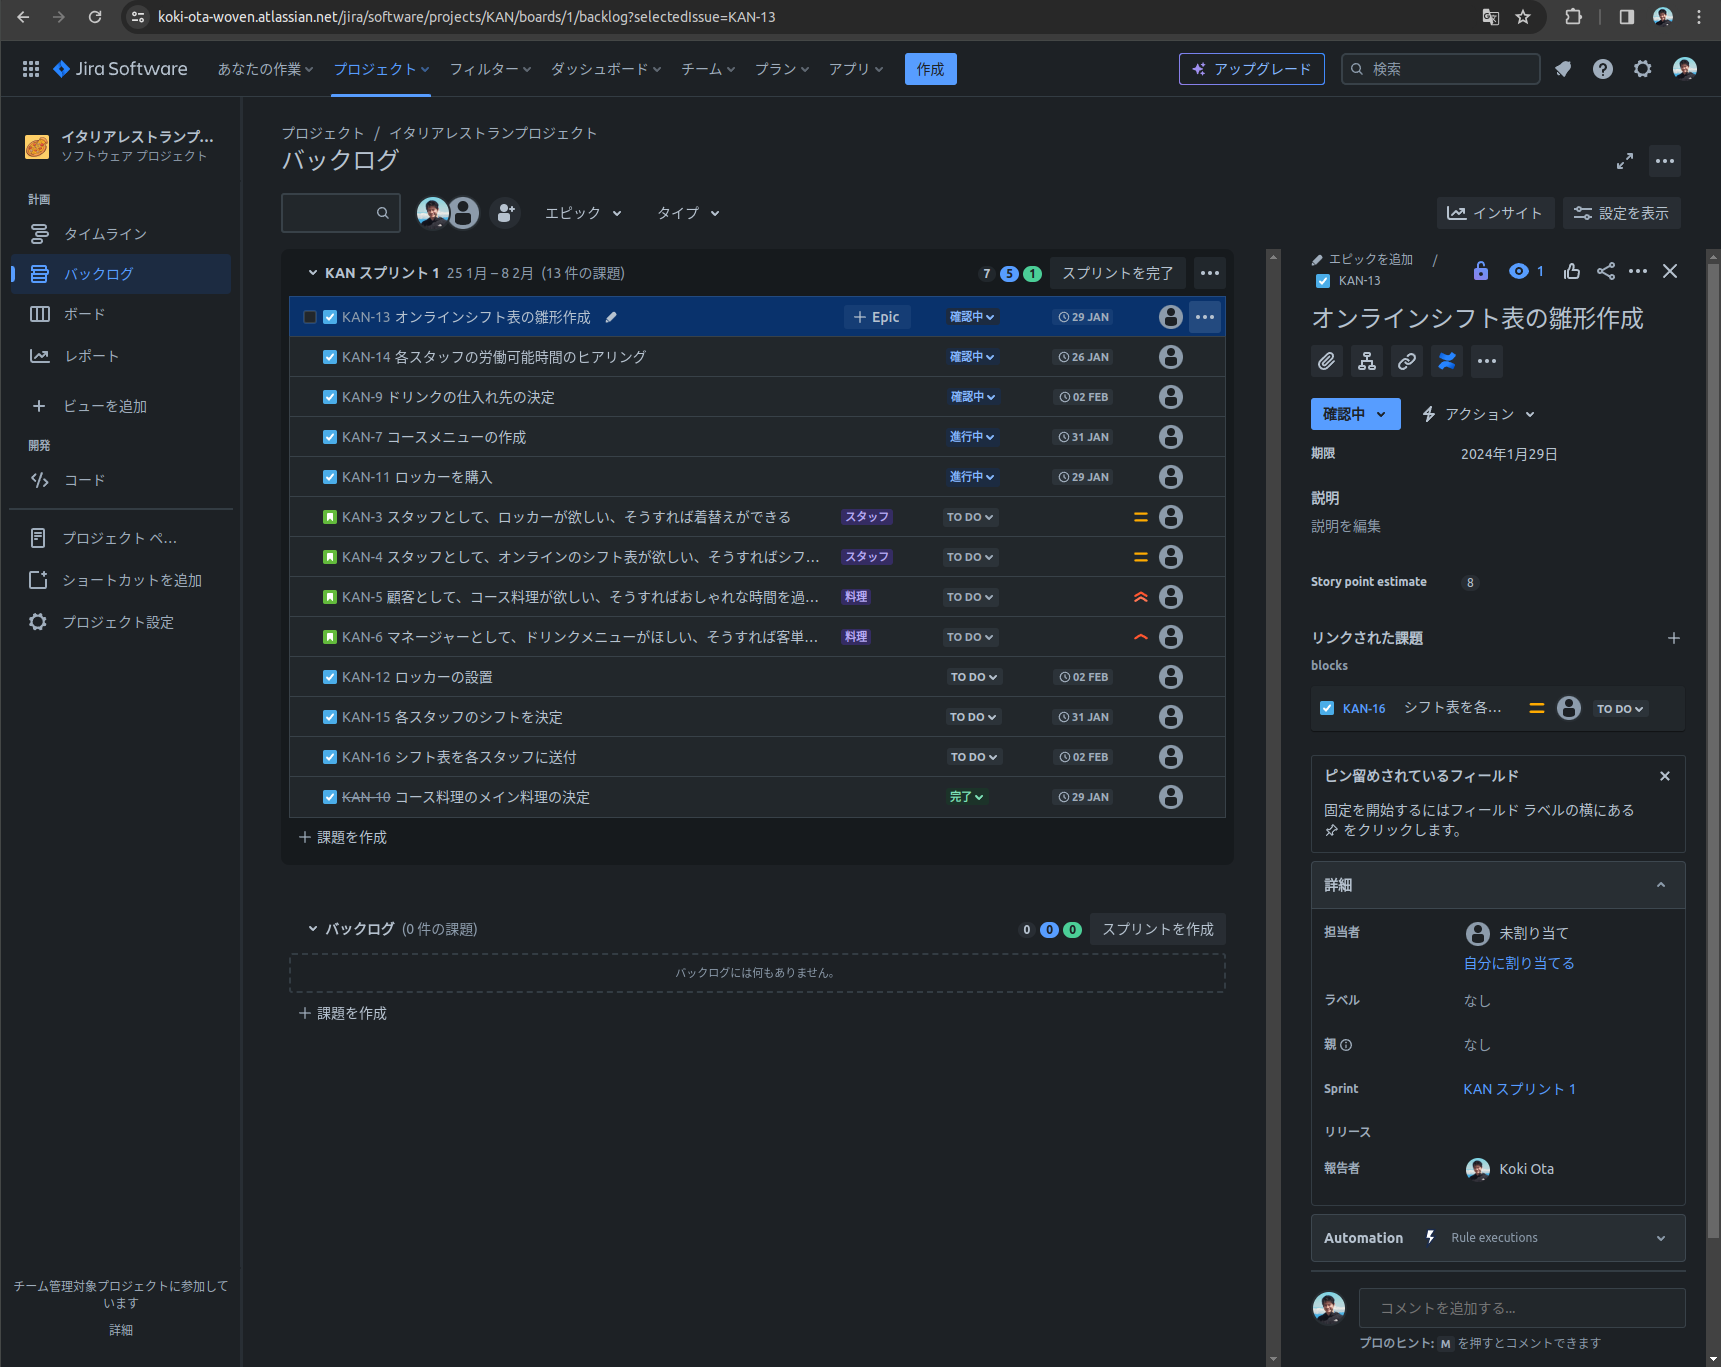 koki-ota-woven.atlassian.net/jira/software/projects/KAN/boards/1/backlog?selectedIssue=KAN-13
Jira Software
あなたの作業
プロジェクト
フィルター
ダッシュボード
チーム
プラン
アプリ
作成
アップグレード
検索
イタリアレストランプ...
ソフトウェア プロジェクト
計画
タイムライン
バックログ
ボード
レポート
ビューを追加
開発
コード
プロジェクト ペ...
ショートカットを追加
プロジェクト設定
チーム管理対象プロジェクトに参加して
います
詳細
プロジェクト / イタリアレストランプロジェクト
バックログ
エピック
タイプ
インサイト
設定を表示
KAN スプリント 1 25 1月 – 8 2月 (13 件の課題)
7 5 1 スプリントを完了
KAN-13 オンラインシフト表の雛形作成 + Epic 確認中 29 JAN
KAN-14 各スタッフの労働可能時間のヒアリング 確認中 26 JAN
KAN-9 ドリンクの仕入れ先の決定 確認中 02 FEB
KAN-7 コースメニューの作成 進行中 31 JAN
KAN-11 ロッカーを購入 進行中 29 JAN
KAN-3 スタッフとして、ロッカーが欲しい、そうすれば着替えができる スタッフ TO DO
KAN-4 スタッフとして、オンラインのシフト表が欲しい、そうすればシフ... スタッフ TO DO
KAN-5 顧客として、コース料理が欲しい、そうすればおしゃれな時間を過... 料理 TO DO
KAN-6 マネージャーとして、ドリンクメニューがほしい、そうすれば客単... 料理 TO DO
KAN-12 ロッカーの設置 TO DO 02 FEB
KAN-15 各スタッフのシフトを決定 TO DO 31 JAN
KAN-16 シフト表を各スタッフに送付 TO DO 02 FEB
KAN-10 コース料理のメイン料理の決定 完了 29 JAN
+ 課題を作成
バックログ (0 件の課題)
0 0 0 スプリントを作成
バックログには何もありません。
+ 課題を作成
エピックを追加 /
KAN-13
1
オンラインシフト表の雛形作成
確認中
アクション
期限 2024年1月29日
説明
説明を編集
Story point estimate 8
リンクされた課題
blocks
KAN-16 シフト表を各... TO DO
ピン留めされているフィールド
固定を開始するにはフィールド ラベルの横にある
をクリックします。
詳細
担当者 未割り当て
自分に割り当てる
ラベル なし
親 なし
Sprint KAN スプリント 1
リリース
報告者 Koki Ota
Automation Rule executions
コメントを追加する...
プロのヒント: M を押すとコメントできます